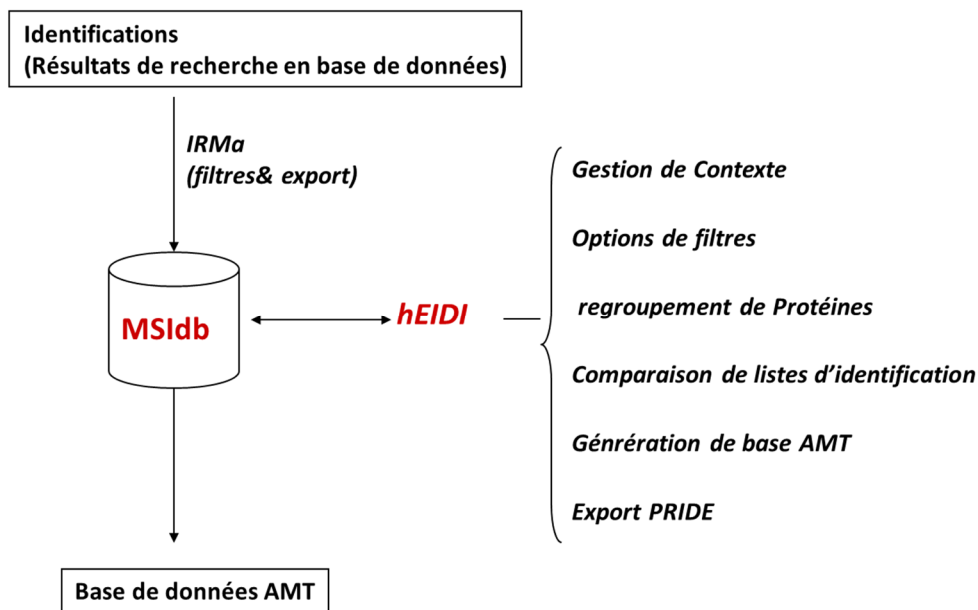 Identifications
(Résultats de recherche en base de données)
IRMa
(filtres& export)
MSIdb
hEIDI
Gestion de Contexte
Options de filtres
regroupement de Protéines
Comparaison de listes d’identification
Génrération de base AMT
Export PRIDE
Base de données AMT